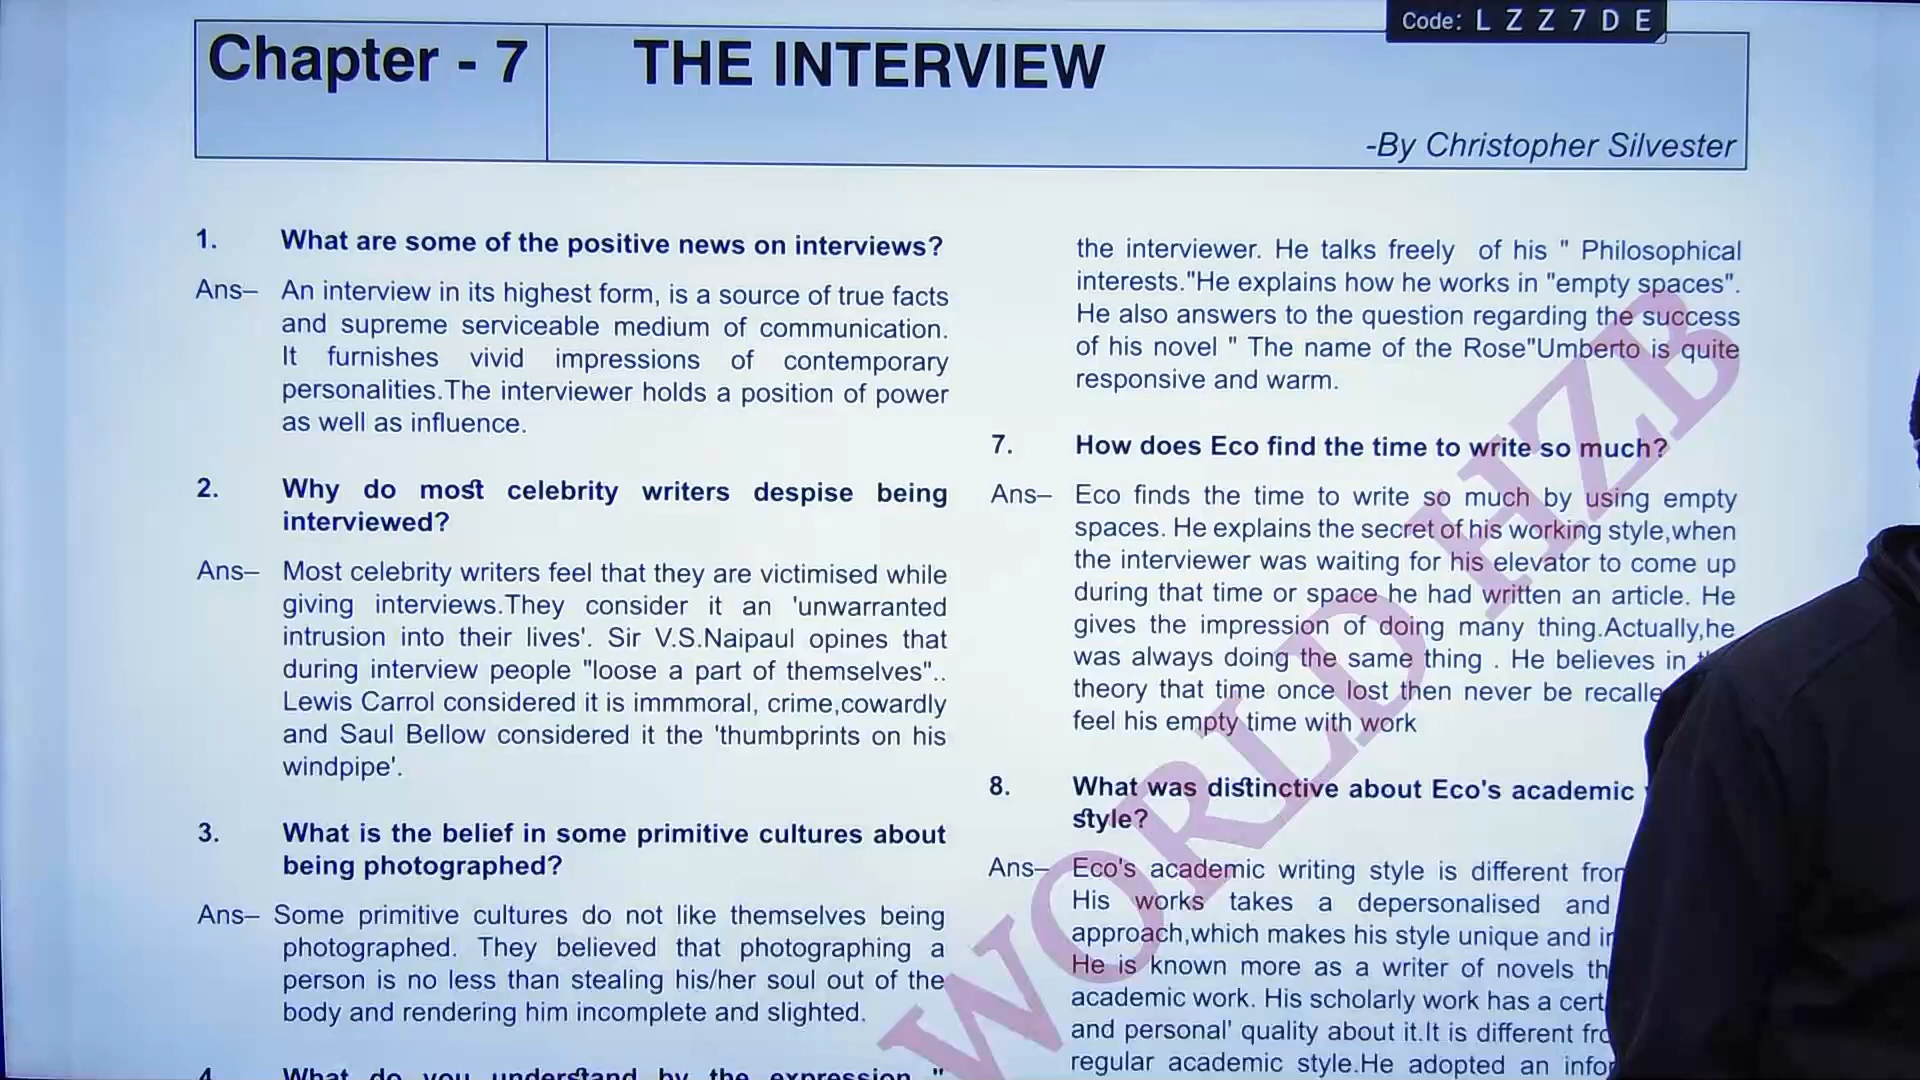 Code: L Z Z 7 D E
Chapter - 7
THE INTERVIEW
-By Christopher Silvester
1. What are some of the positive news on interviews?
Ans– An interview in its highest form, is a source of true facts
and supreme serviceable medium of communication.
It furnishes vivid impressions of contemporary
personalities.The interviewer holds a position of power
as well as influence.
2. Why do most celebrity writers despise being
interviewed?
Ans– Most celebrity writers feel that they are victimised while
giving interviews.They consider it an 'unwarranted
intrusion into their lives'. Sir V.S.Naipaul opines that
during interview people "loose a part of themselves"..
Lewis Carrol considered it is immmoral, crime,cowardly
and Saul Bellow considered it the 'thumbprints on his
windpipe'.
3. What is the belief in some primitive cultures about
being photographed?
Ans– Some primitive cultures do not like themselves being
photographed. They believed that photographing a
person is no less than stealing his/her soul out of the
body and rendering him incomplete and slighted.
4. What do you understand by the expression "
the interviewer. He talks freely of his " Philosophical
interests."He explains how he works in "empty spaces".
He also answers to the question regarding the success
of his novel " The name of the Rose"Umberto is quite
responsive and warm.
7. How does Eco find the time to write so much?
Ans– Eco finds the time to write so much by using empty
spaces. He explains the secret of his working style,when
the interviewer was waiting for his elevator to come up
during that time or space he had written an article. He
gives the impression of doing many thing.Actually,he
was always doing the same thing . He believes in
theory that time once lost then never be recalle
feel his empty time with work
8. What was distinctive about Eco's academic
style?
Ans– Eco's academic writing style is different from
His works takes a depersonalised and
approach,which makes his style unique and
He is known more as a writer of novels
academic work. His scholarly work has a cert
and personal' quality about it.It is different
regular academic style.He adopted an
WORLD HZB